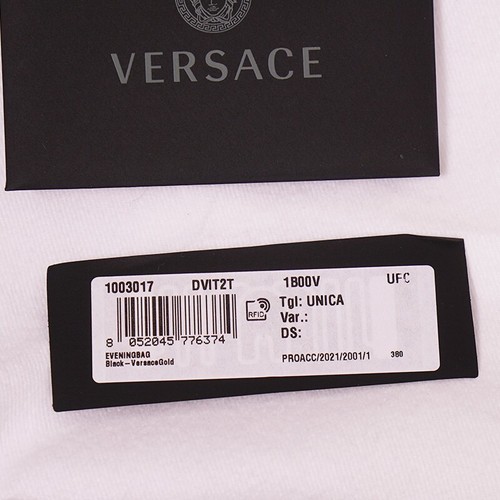 VERSACE
1003017 DVIT2T 1B00V UFC
RFID
Tgl: UNICA
Var.:
DS:
8 052045 776374
EVENINGBAG
Black-VersaceGold
PROACC/2021/2001/1 380